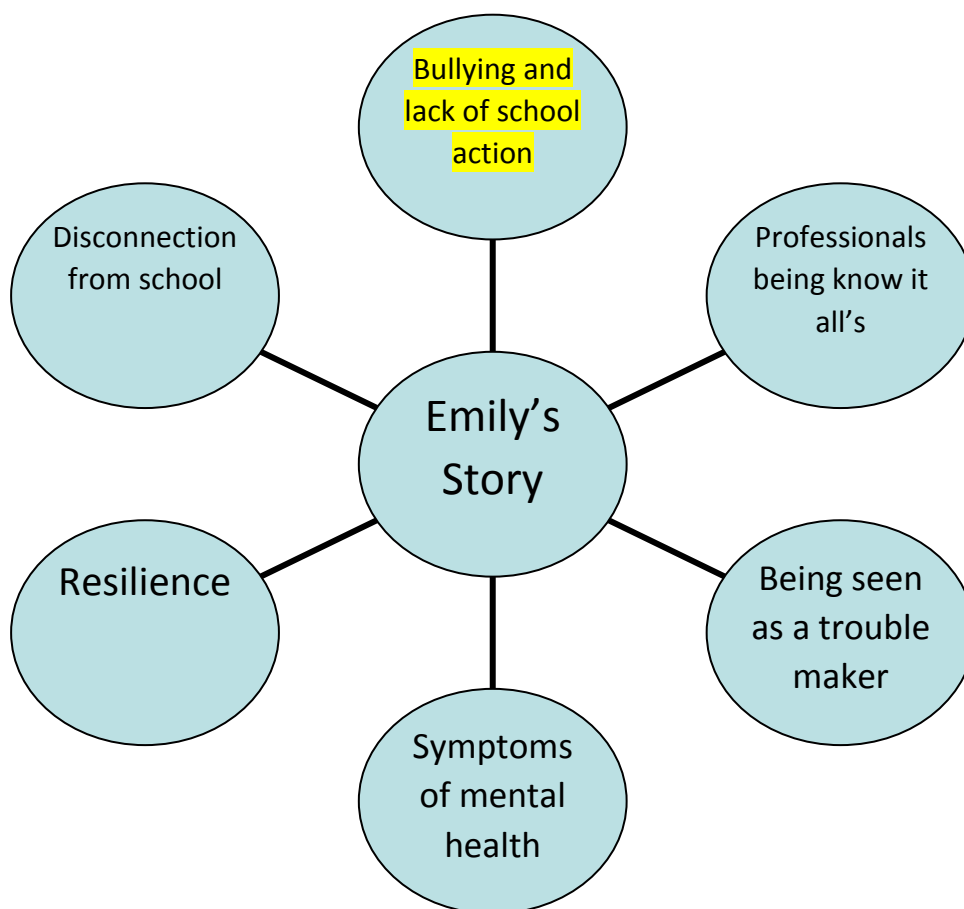 Bullying and
lack of school
action
Disconnection
from school
Professionals
being know it
all’s
Emily’s
Story
Resilience
Being seen
as a trouble
maker
Symptoms
of mental
health